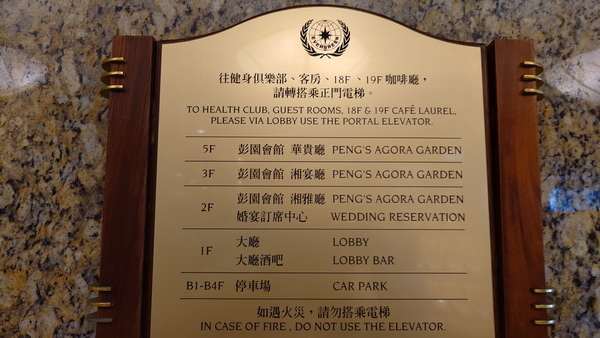 EVERGREEN
往健身俱樂部、客房、18F、19F咖啡廳，
請轉搭乘正門電梯。
TO HEALTH CLUB, GUEST ROOMS, 18F & 19F CAFÉ LAUREL,
PLEASE VIA LOBBY USE THE PORTAL ELEVATOR.
5F 彭園會館 華貴廳 PENG'S AGORA GARDEN
3F 彭園會館 湘宴廳 PENG'S AGORA GARDEN
2F 彭園會館 湘雅廳 PENG'S AGORA GARDEN
婚宴訂席中心 WEDDING RESERVATION
1F 大廳 LOBBY
大廳酒吧 LOBBY BAR
B1-B4F 停車場 CAR PARK
如遇火災，請勿搭乘電梯
IN CASE OF FIRE , DO NOT USE THE ELEVATOR.